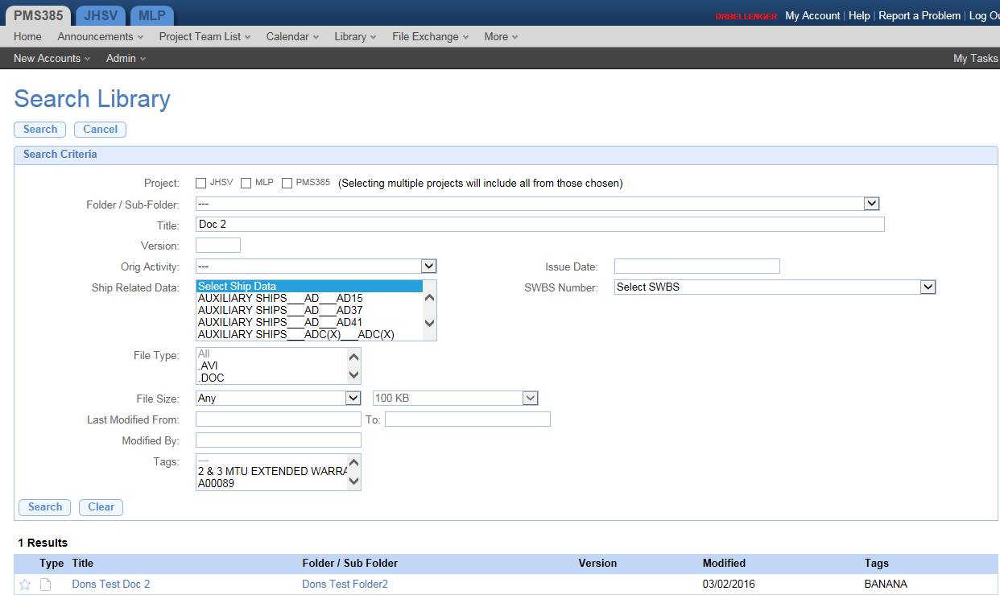 PMS385 JHSV MLP DRBELLENGER My Account | Help | Report a Problem | Log Ou
Home Announcements Project Team List Calendar Library File Exchange More
New Accounts Admin My Tasks
Search Library
Search Cancel
Search Criteria
Project: JHSV MLP PMS385 (Selecting multiple projects will include all from those chosen)
Folder / Sub-Folder: ---
Title: Doc 2
Version:
Orig Activity: --- Issue Date:
Ship Related Data: Select Ship Data SWBS Number: Select SWBS
AUXILIARY SHIPS___AD___AD15
AUXILIARY SHIPS___AD___AD37
AUXILIARY SHIPS___AD___AD41
AUXILIARY SHIPS___ADC(X)___ADC(X)
File Type: All
.AVI
.DOC
File Size: Any 100 KB
Last Modified From: To:
Modified By:
Tags: ---
2 & 3 MTU EXTENDED WARRA
A00089
Search Clear
1 Results
Type Title Folder / Sub Folder Version Modified Tags
Dons Test Doc 2 Dons Test Folder2 03/02/2016 BANANA